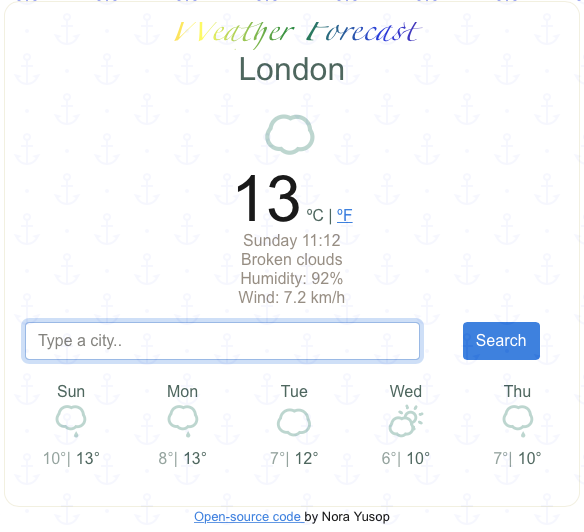 Weather Forecast
London
13 ºC | ºF
Sunday 11:12
Broken clouds
Humidity: 92%
Wind: 7.2 km/h
Type a city..
Search
Sun Mon Tue Wed Thu
10°| 13° 8°| 13° 7°| 12° 6°| 10° 7°| 10°
Open-source code by Nora Yusop